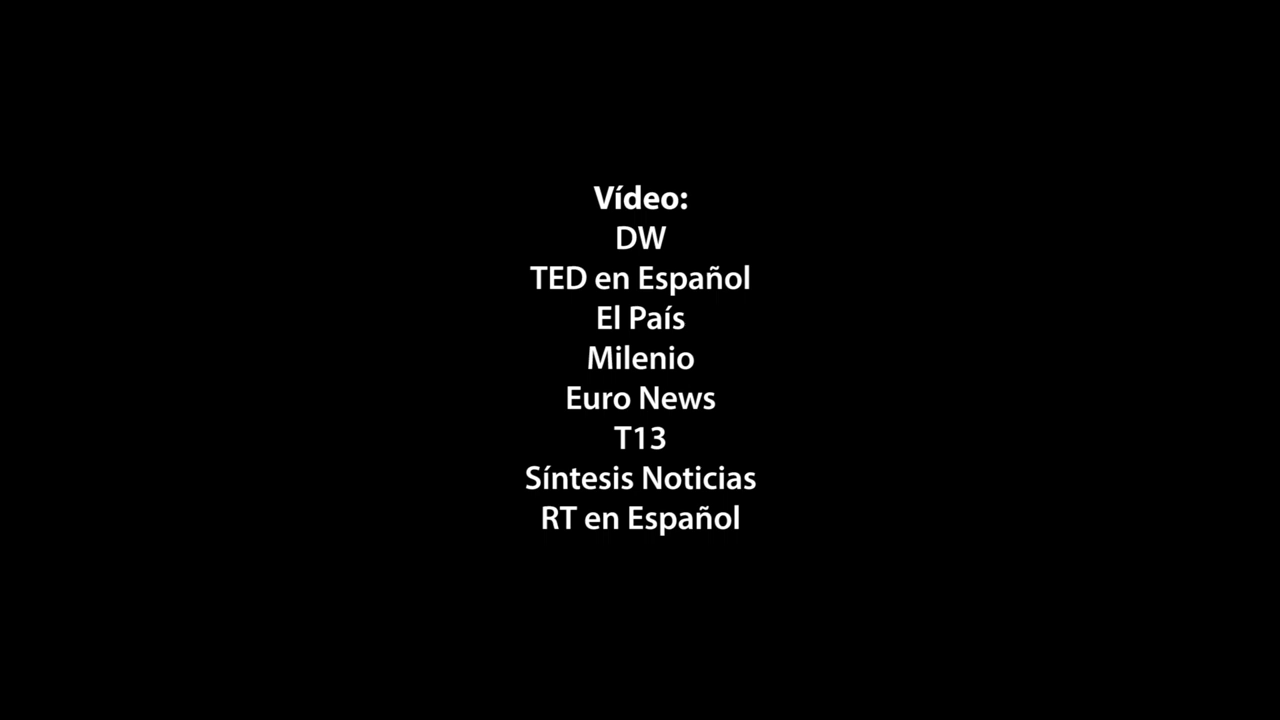 Vídeo:
DW
TED en Español
El País
Milenio
Euro News
T13
Síntesis Noticias
RT en Español